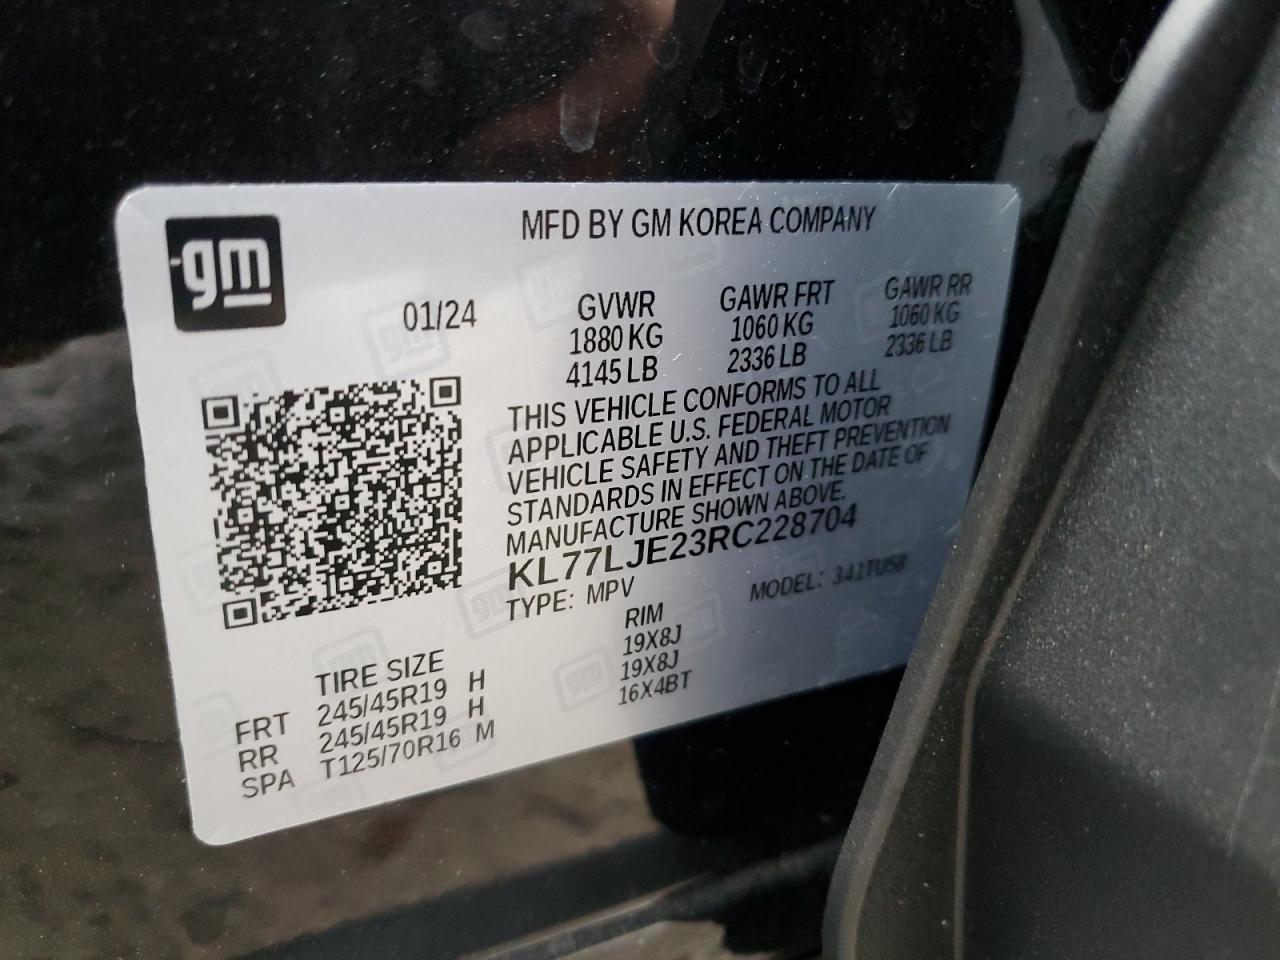 gm
MFD BY GM KOREA COMPANY
01/24
GVWR GAWR FRT GAWR RR
1880 KG 1060 KG 1060 KG
4145 LB 2336 LB 2336 LB
THIS VEHICLE CONFORMS TO ALL
APPLICABLE U.S. FEDERAL MOTOR
VEHICLE SAFETY AND THEFT PREVENTION
STANDARDS IN EFFECT ON THE DATE OF
MANUFACTURE SHOWN ABOVE.
KL77LJE23RC228704
TYPE: MPV MODEL: 341TU58
TIRE SIZE RIM
FRT 245/45R19 H 19X8J
RR 245/45R19 H 19X8J
SPA T125/70R16 M 16X4BT